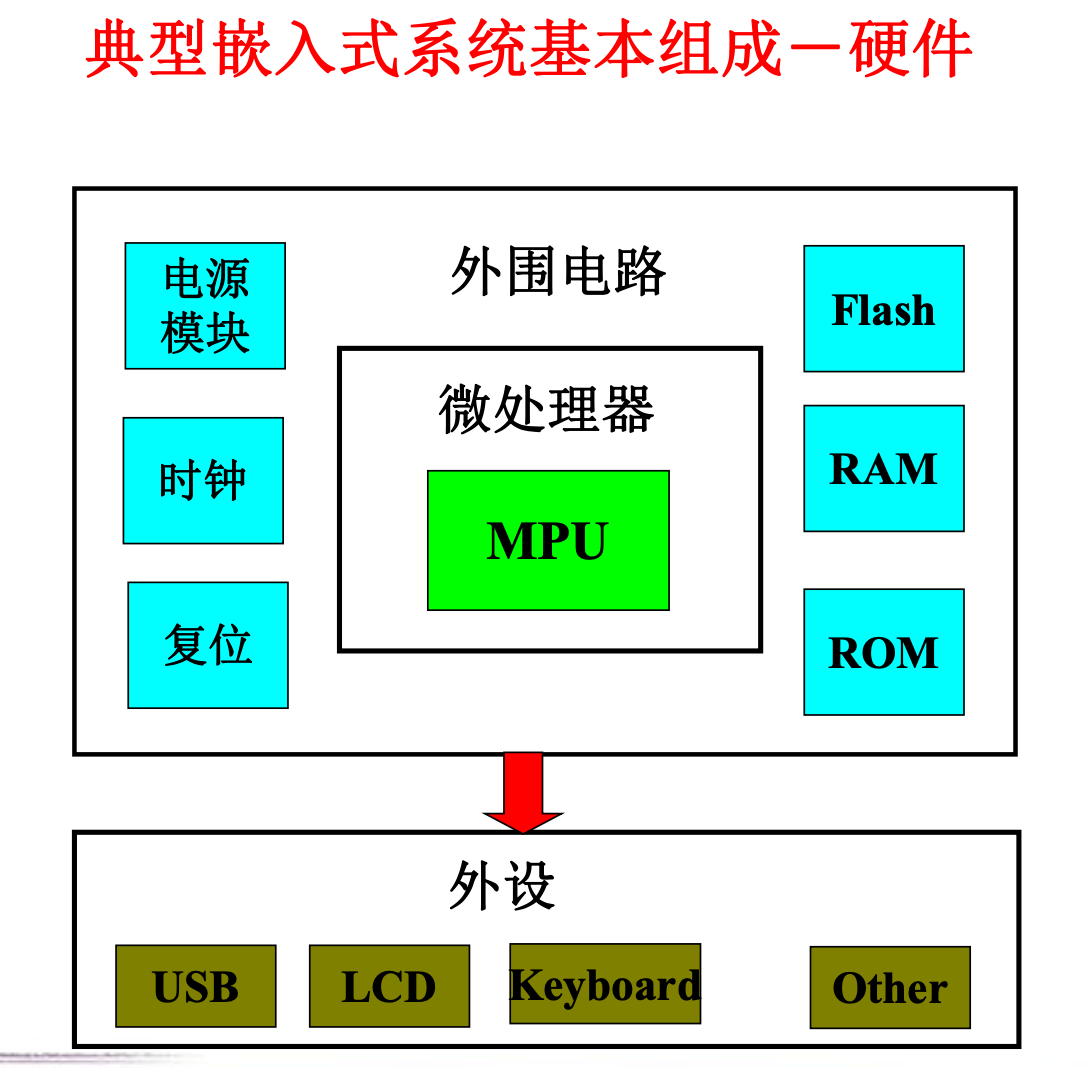 典型嵌入式系统基本组成－硬件
外围电路
电源
模块
时钟
复位
微处理器
MPU
Flash
RAM
ROM
外设
USB
LCD
Keyboard
Other